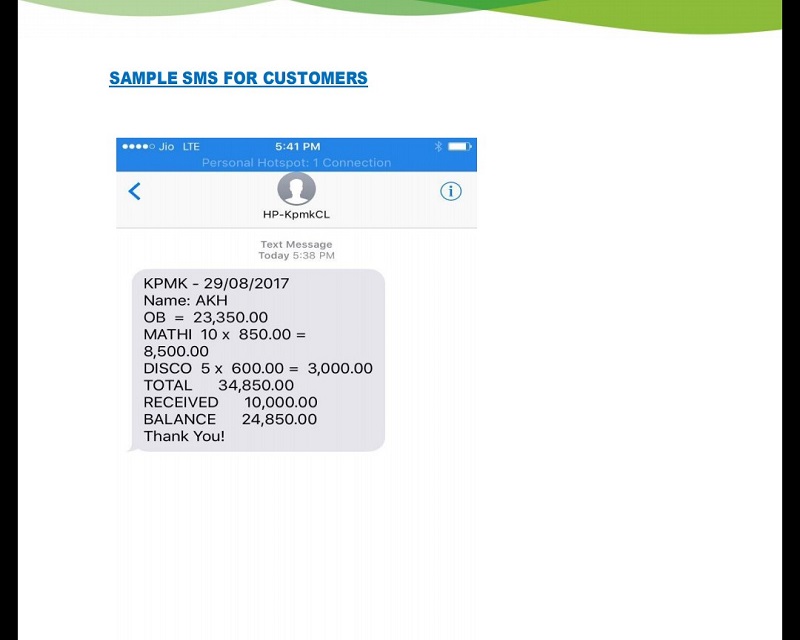 SAMPLE SMS FOR CUSTOMERS
Jio LTE 5:41 PM
Personal Hotspot: 1 Connection
HP-KpmkCL
Text Message
Today 5:38 PM
KPMK - 29/08/2017
Name: AKH
OB = 23,350.00
MATHI 10 x 850.00 =
8,500.00
DISCO 5 x 600.00 = 3,000.00
TOTAL 34,850.00
RECEIVED 10,000.00
BALANCE 24,850.00
Thank You!